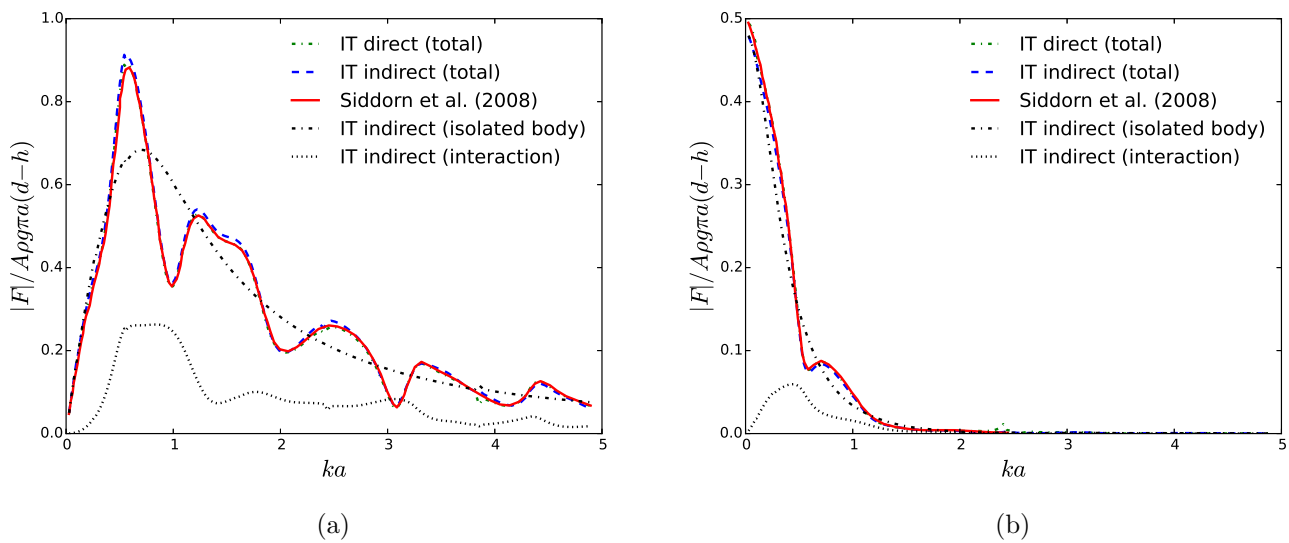 1.0
0.8
0.6
0.4
0.2
0.0
0 1 2 3 4 5
|F|/Aρgπa(d−h)
ka
IT direct (total)
IT indirect (total)
Siddorn et al. (2008)
IT indirect (isolated body)
IT indirect (interaction)
(a)
0.5
0.4
0.3
0.2
0.1
0.0
0 1 2 3 4 5
|F|/Aρgπa(d−h)
ka
IT direct (total)
IT indirect (total)
Siddorn et al. (2008)
IT indirect (isolated body)
IT indirect (interaction)
(b)